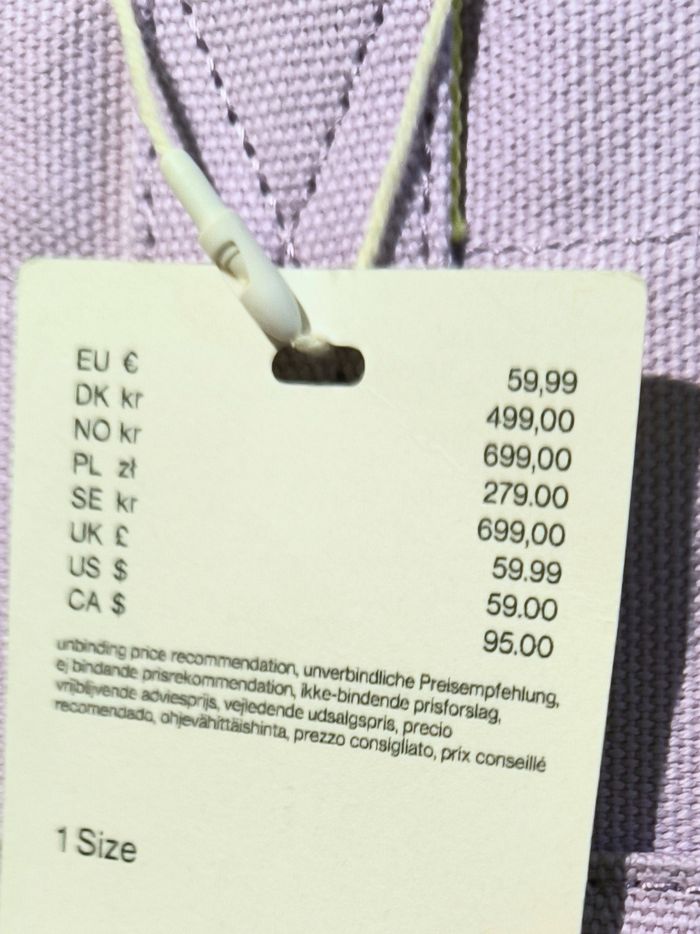 EU € 59,99
DK kr 499,00
NO kr 699,00
PL zł 279.00
SE kr 699,00
UK £ 59.99
US $ 59.00
CA $ 95.00
unbinding price recommendation, unverbindliche Preisempfehlung,
ej bindande prisrekommendation, ikke-bindende prisforslag,
vrijblijvende adviesprijs, vejledende udsalgspris, precio
recomendado, ohjevähittäishinta, prezzo consigliato, prix conseillé
1 Size